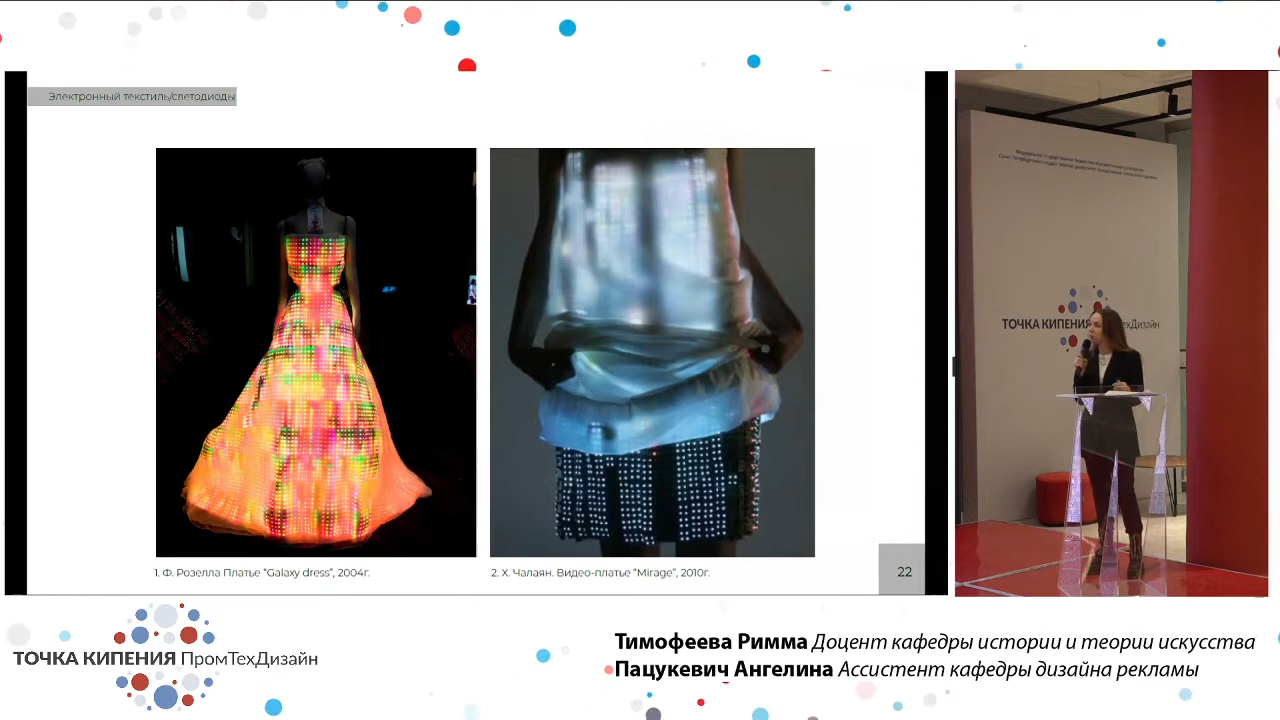 Электронный текстиль/светодиоды
1. Ф. Розелла Платье "Galaxy dress", 2004г.
2. Х. Чалаян. Видео-платье "Mirage", 2010г.
22
ТОЧКА КИПЕНИЯ ПромТехДизайн
ТОЧКА КИПЕНИЯ ПромТехДизайн
Тимофеева Римма Доцент кафедры истории и теории искусства
Пацукевич Ангелина Ассистент кафедры дизайна рекламы